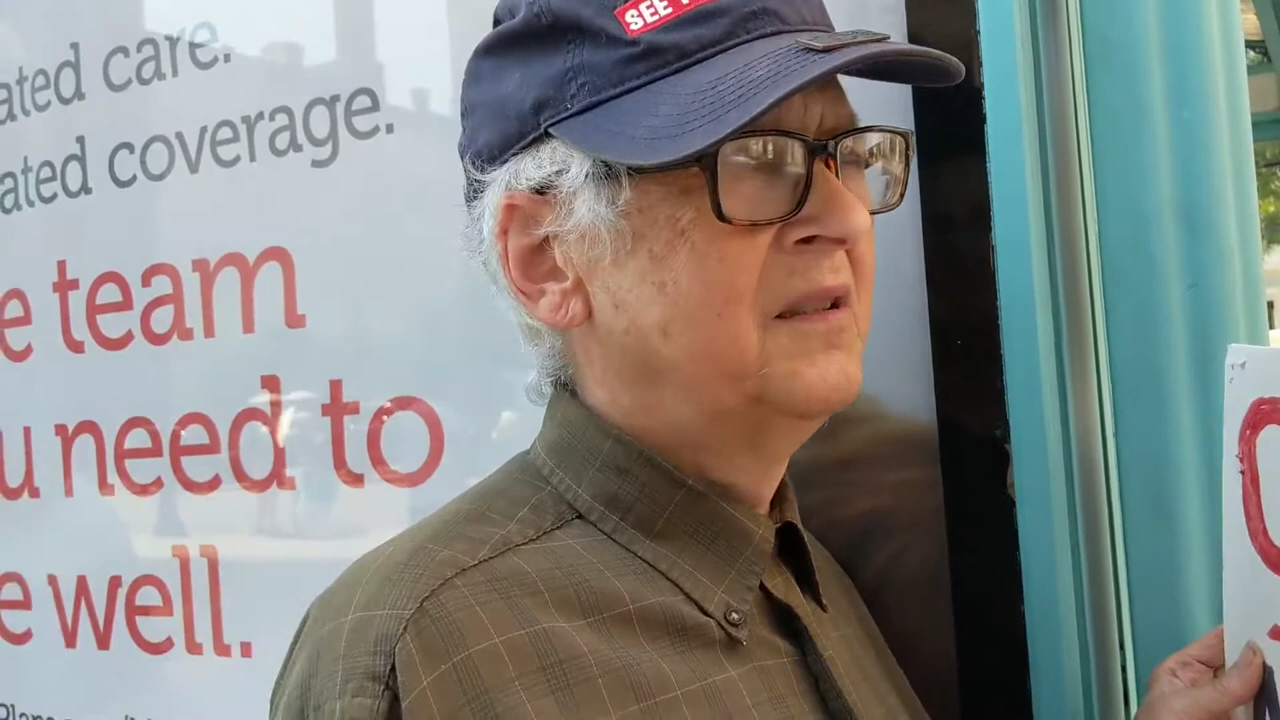 SEE
ated care.
ated coverage.
e team
u need to
e well.